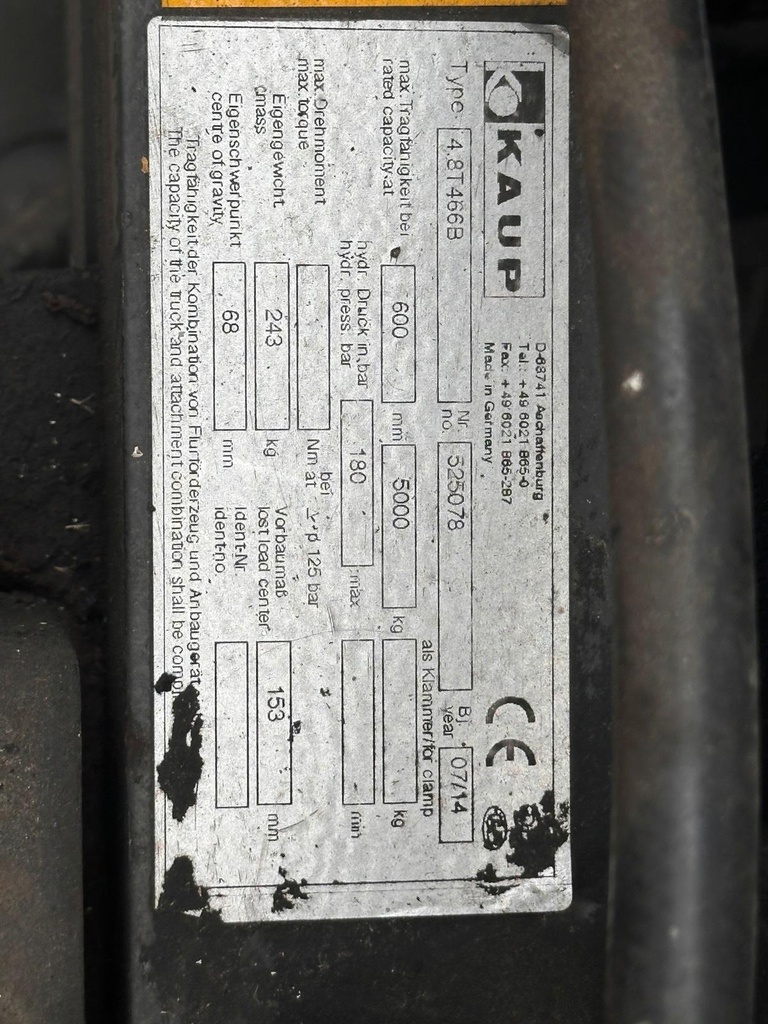 KAUP
D-63741 Aschaffenburg
Tel.: +49 6021 865-0
Fax: +49 6021 865-287
Made in Germany
CE
Type 4,8T466B Nr. no. 525078 Bj. year 07/14
als Klammer/for clamp
max. Tragfähigkeit bei
rated capacity at 600 mm 5000 kg kg
hydr. Druck in bar
hydr. press. bar 180 max. mm
max. Drehmoment
max. torque Nm bei at 125 bar
Eigengewicht
mass 243 kg Vorbaumaß lost load center 153 mm
Eigenschwerpunkt
centre of gravity 68 mm Ident-Nr. ident-no.
Tragfähigkeit der Kombination von Flurförderzeug und Anbaugerät
The capacity of the truck and attachment combination shall be